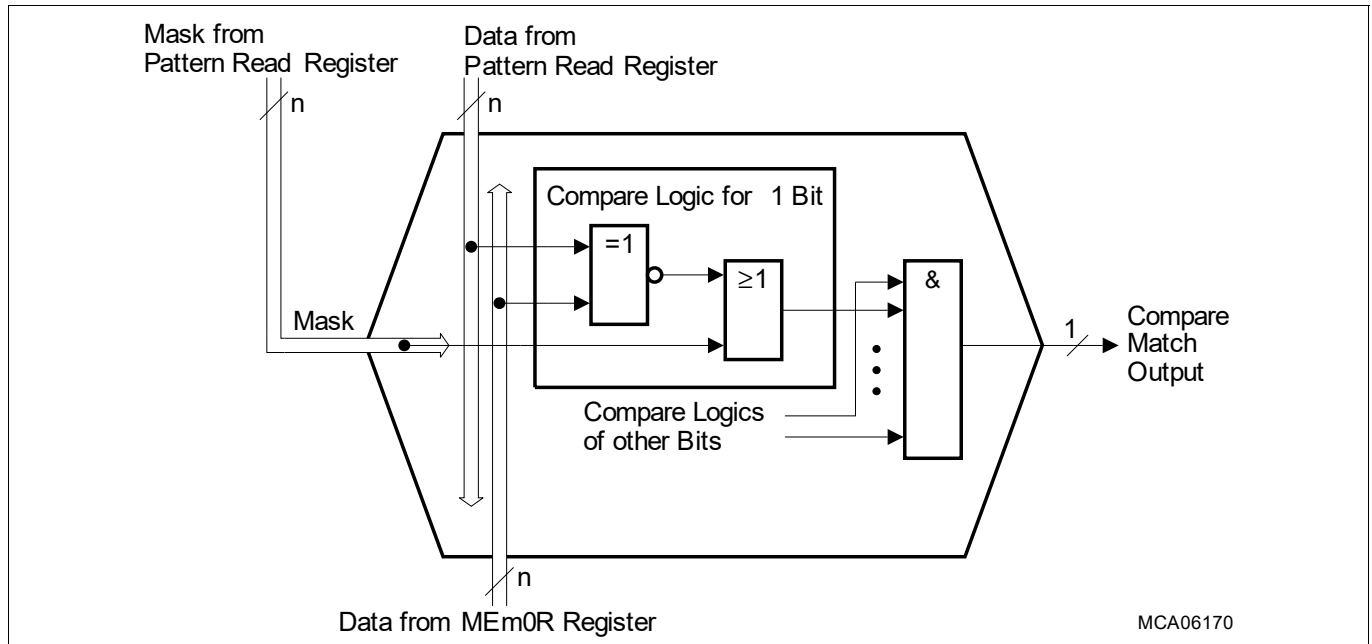 Mask from
Pattern Read Register
n
Data from
Pattern Read Register
n
Compare Logic for 1 Bit
=1
≥1
&
Mask
1
Compare
Match
Output
Compare Logics
of other Bits
n
Data from MEm0R Register
MCA06170